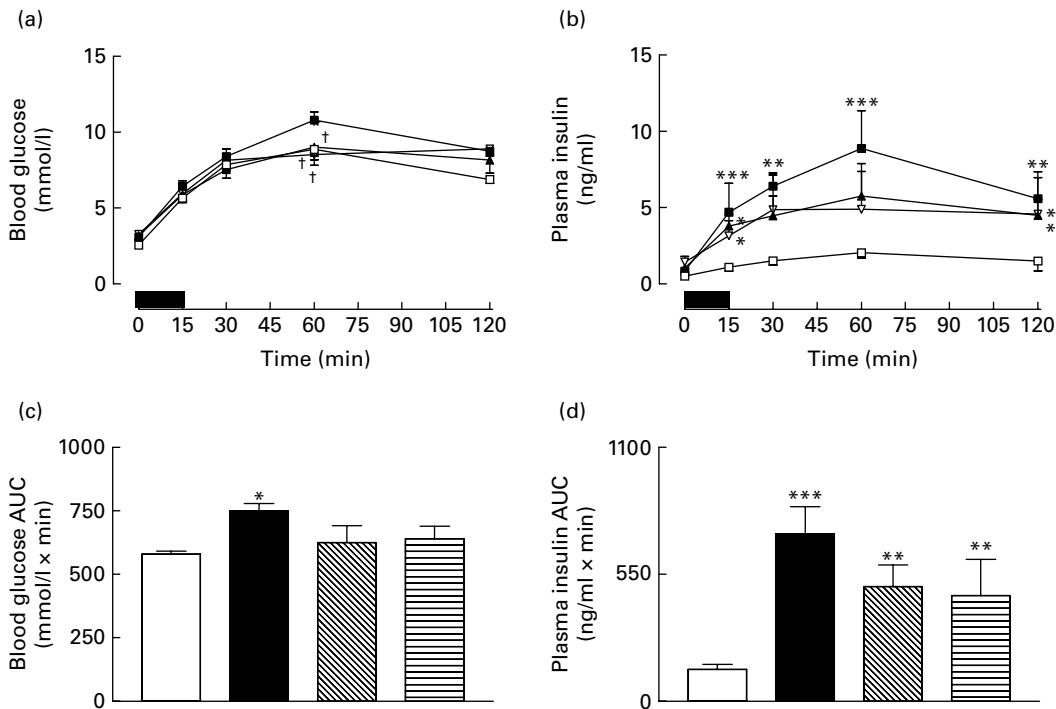 (a)
Blood glucose
(mmol/l)
15
10
5
0
†
†
†
0 15 30 45 60 75 90 105 120
Time (min)
(b)
Plasma insulin
(ng/ml)
15
10
5
0
***
**
***
**
*
*
*
*
0 15 30 45 60 75 90 105 120
Time (min)
(c)
Blood glucose AUC
(mmol/l × min)
1000
750
500
250
0
*
(d)
Plasma insulin AUC
(ng/ml × min)
1100
550
0
***
**
**